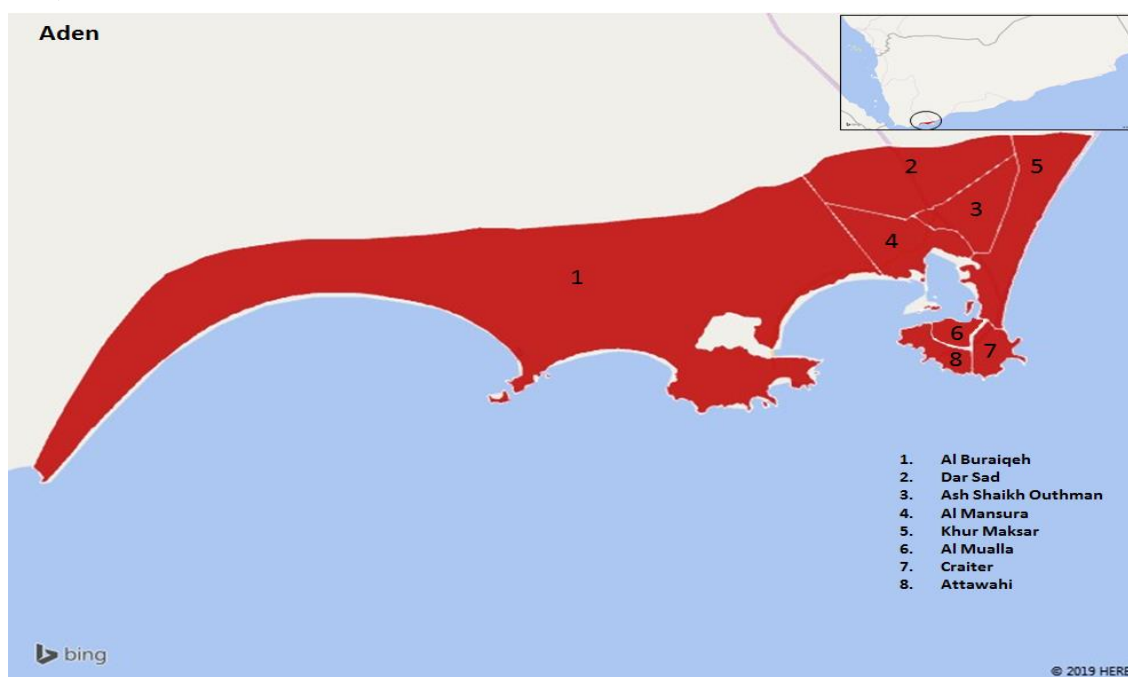 Aden
2
5
3
4
1
6
7
8
1. Al Buraiqeh
2. Dar Sad
3. Ash Shaikh Outhman
4. Al Mansura
5. Khur Maksar
6. Al Mualla
7. Craiter
8. Attawahi
bing
© 2019 HERE